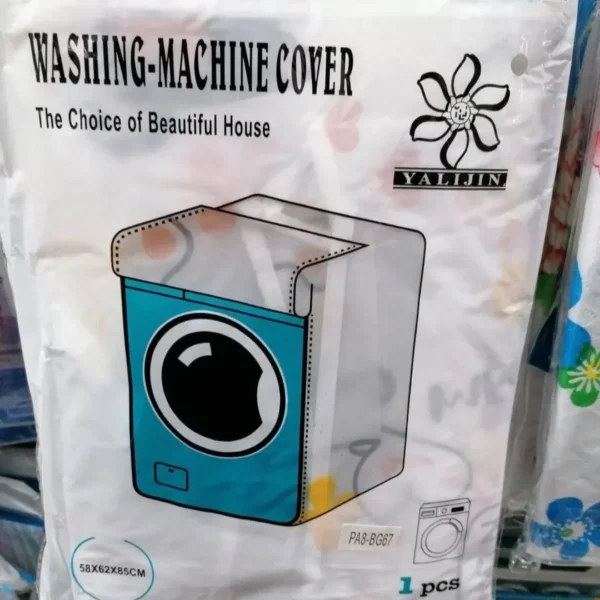 WASHING-MACHINE COVER
The Choice of Beautiful House
YALIJIN
PA8-BG67
58X62X85CM
1 pcs